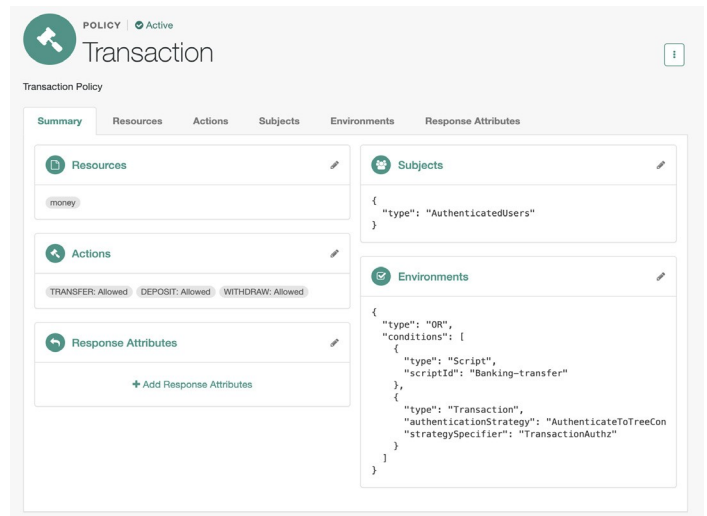 POLICY Active
Transaction
Transaction Policy
Summary Resources Actions Subjects Environments Response Attributes
Resources
money
Actions
TRANSFER: Allowed DEPOSIT: Allowed WITHDRAW: Allowed
Response Attributes
+ Add Response Attributes
Subjects
{
"type": "AuthenticatedUsers"
}
Environments
{
"type": "OR",
"conditions": [
{
"type": "Script",
"scriptId": "Banking-transfer"
},
{
"type": "Transaction",
"authenticationStrategy": "AuthenticateToTreeCon
"strategySpecifier": "TransactionAuthz"
}
]
}